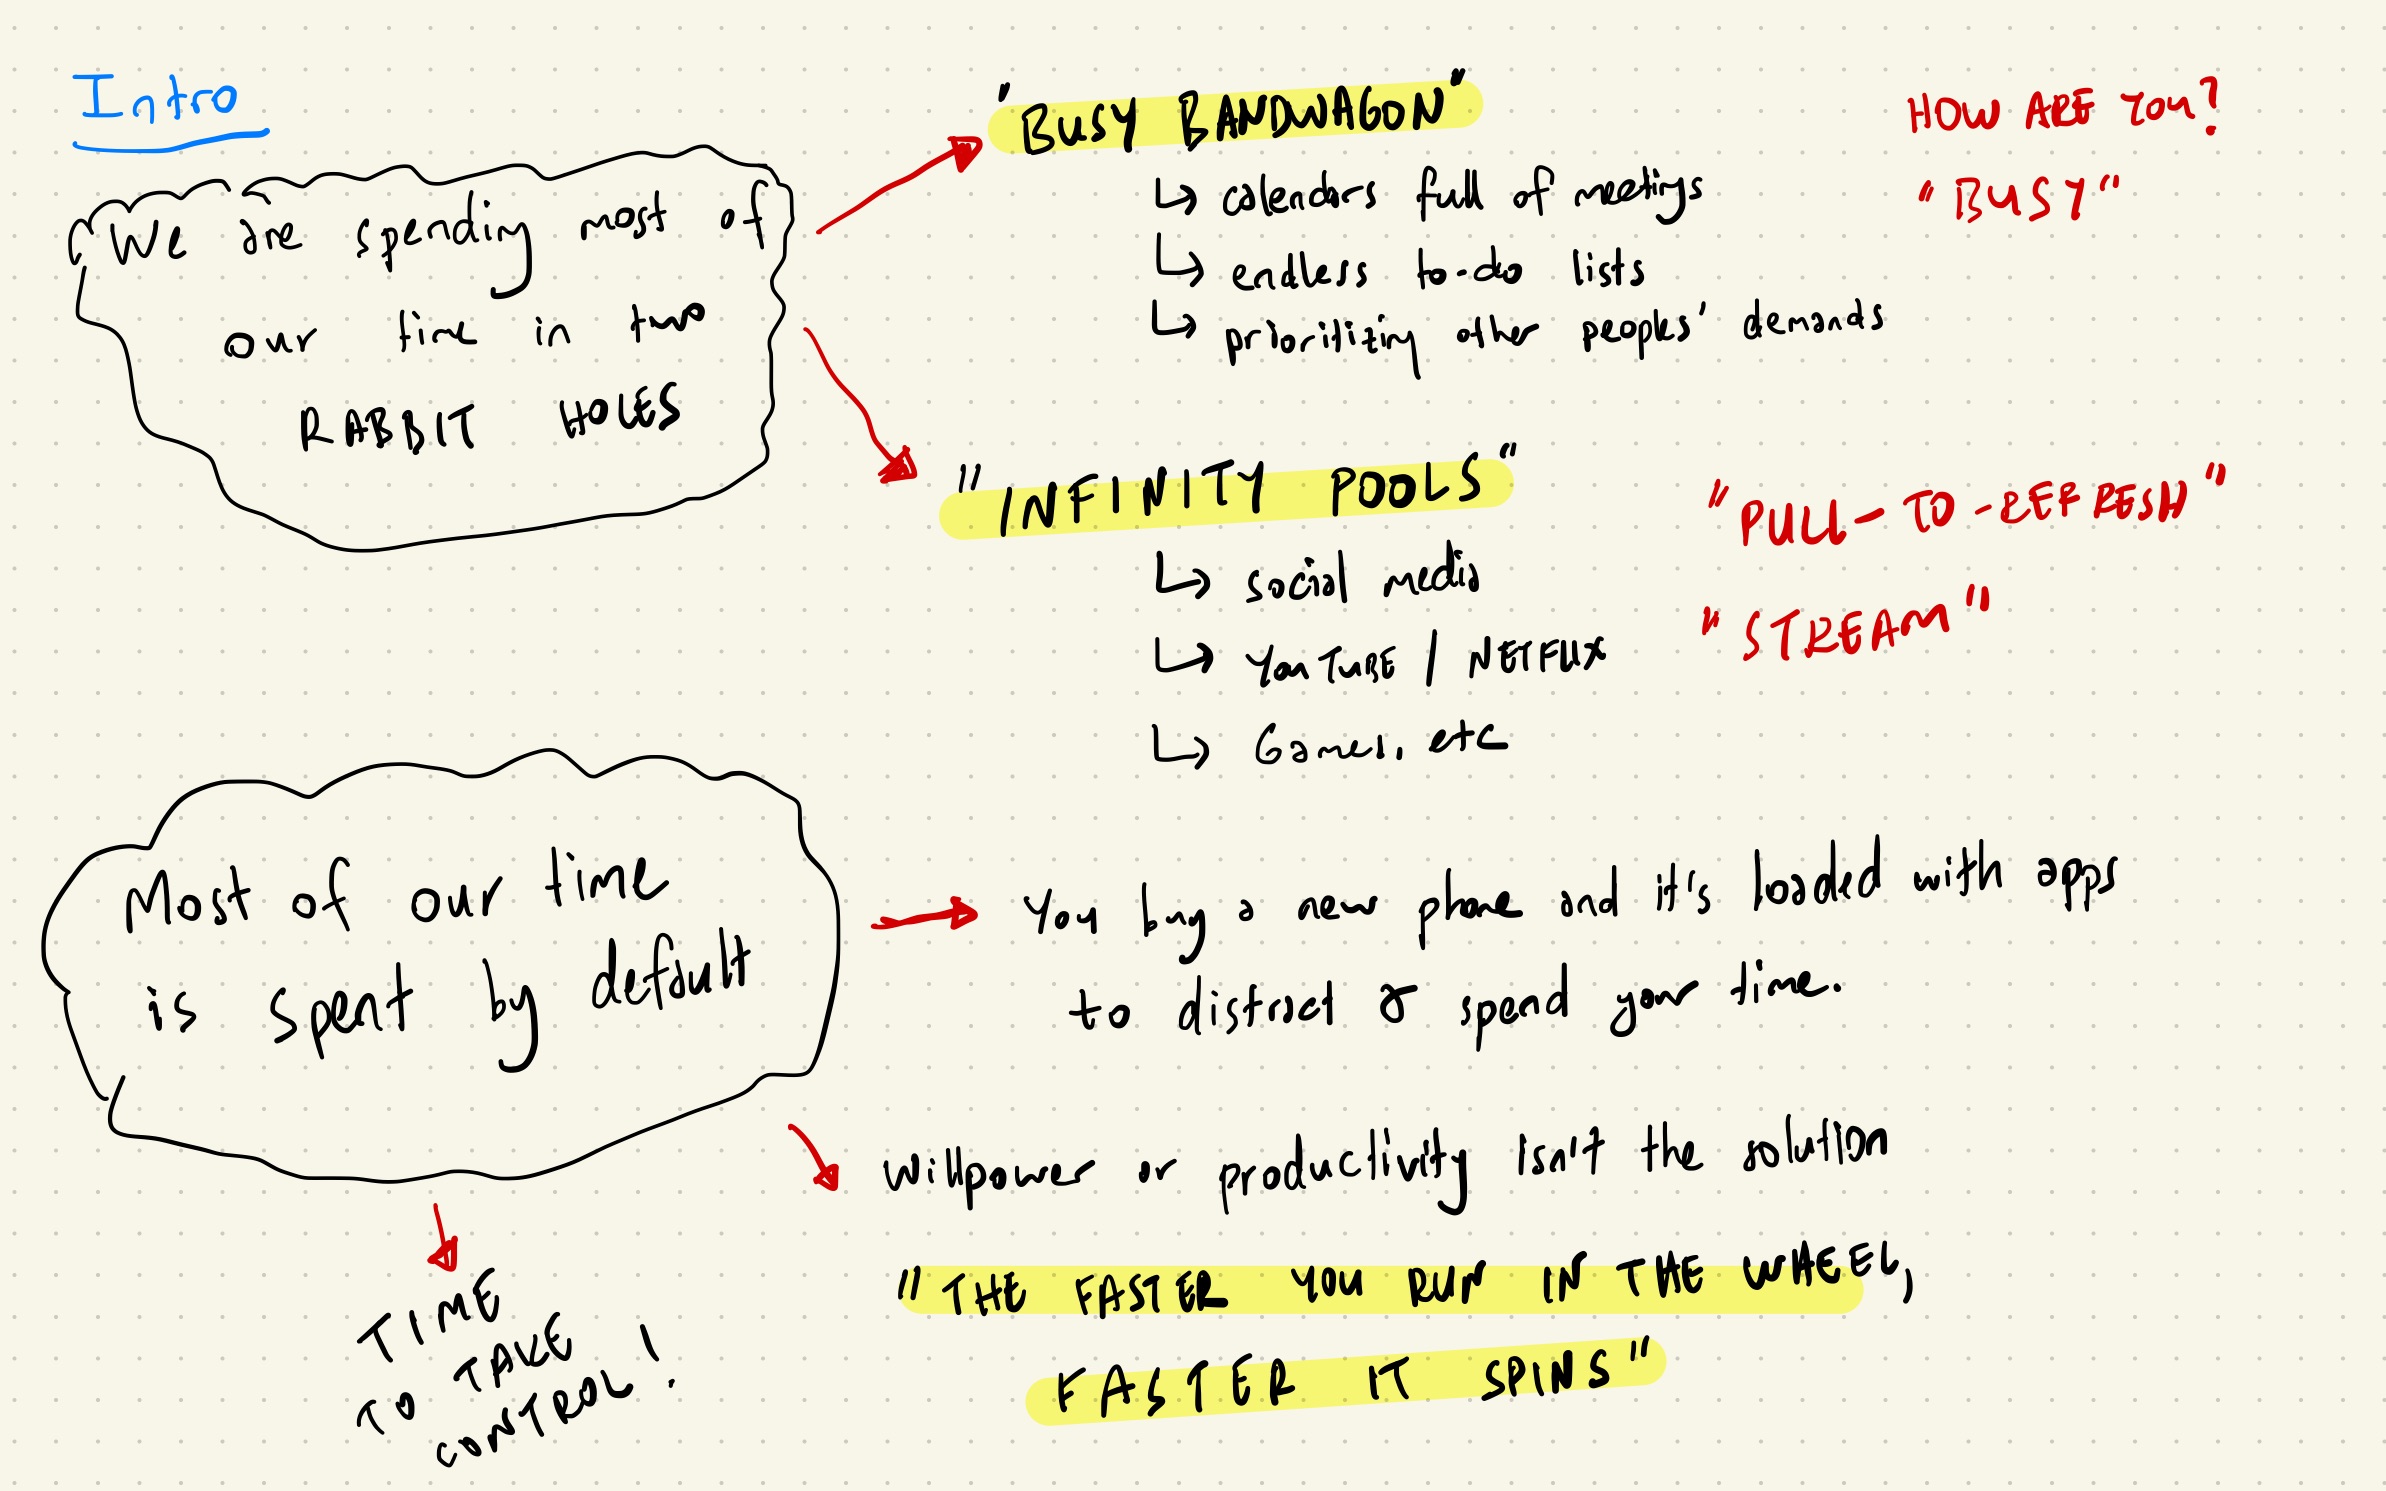 Intro
We are spending most of
our time in two
RABBIT HOLES
"BUSY BANDWAGON"
↳ calendars full of meetings
↳ endless to-do lists
↳ prioritizing other peoples' demands
HOW ARE YOU?
"BUSY"
"INFINITY POOLS"
↳ social media
↳ YOUTUBE / NETFLIX
↳ Games, etc
"PULL-TO-REFRESH"
"STREAM"
Most of our time
is spent by default
You buy a new phone and it's loaded with apps
to distract & spend your time.
Willpower or productivity isn't the solution
"THE FASTER YOU RUN IN THE WHEEL,
FASTER IT SPINS"
TIME
TO TAKE
CONTROL!